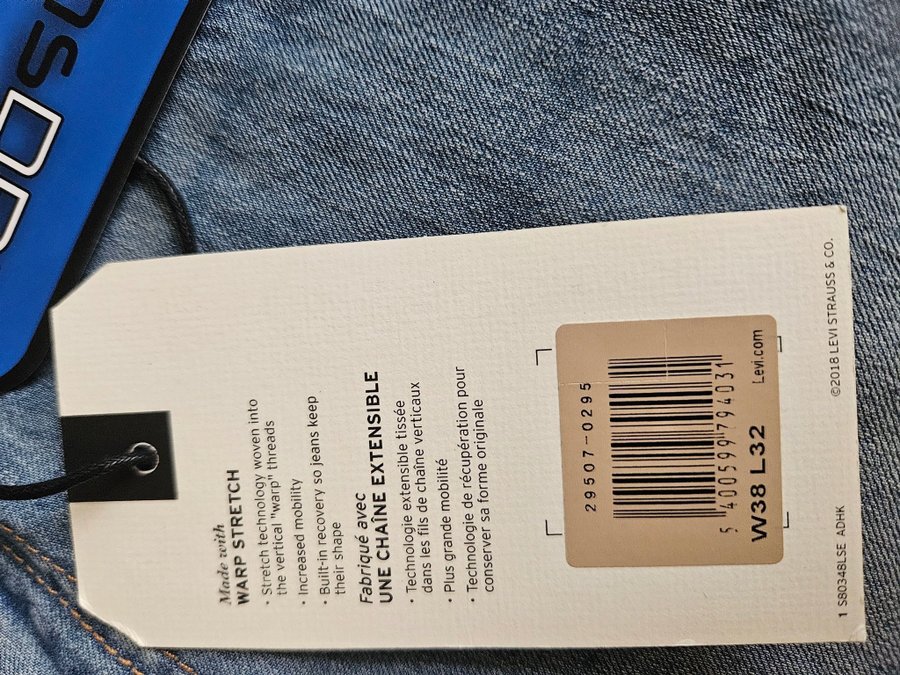 Made with
WARP STRETCH
• Stretch technology woven into
the vertical "warp" threads
• Increased mobility
• Built-in recovery so jeans keep
their shape
Fabriqué avec
UNE CHAÎNE EXTENSIBLE
• Technologie extensible tissée
dans les fils de chaîne verticaux
• Plus grande mobilité
• Technologie de récupération pour
conserver sa forme originale
29507-0295
5 400599 794031
W38 L32 Levi.com
1 S80348LSE ADHK ©2018 LEVI STRAUSS & CO.